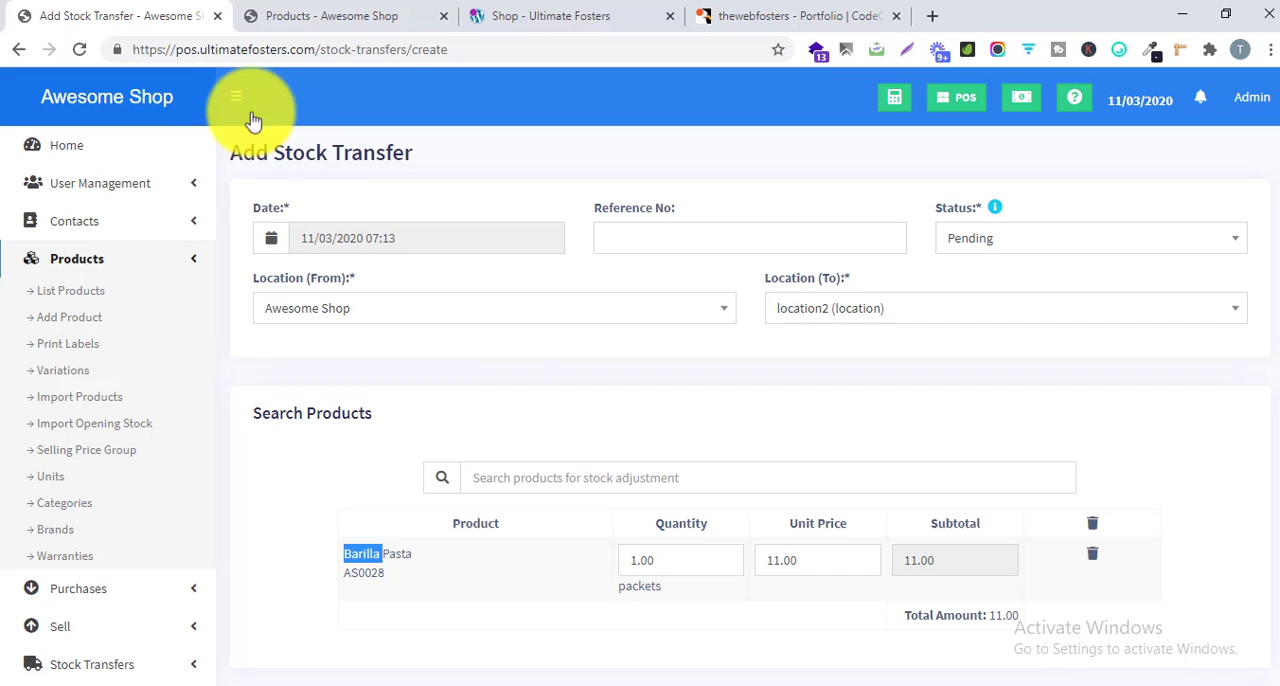 Add Stock Transfer - Awesome S
Products - Awesome Shop
Shop - Ultimate Fosters
thewebfosters - Portfolio | CodeC
https://pos.ultimatefosters.com/stock-transfers/create
13
9+
fb
K
T
Awesome Shop
POS
11/03/2020
Admin
Home
User Management
Contacts
Products
List Products
Add Product
Print Labels
Variations
Import Products
Import Opening Stock
Selling Price Group
Units
Categories
Brands
Warranties
Purchases
Sell
Stock Transfers
Add Stock Transfer
Date:*
Reference No:
Status:*
11/03/2020 07:13
Pending
Location (From):*
Location (To):*
Awesome Shop
location2 (location)
Search Products
Search products for stock adjustment
Product Quantity Unit Price Subtotal
Barilla Pasta
AS0028
1.00
packets
11.00
11.00
Total Amount: 11.00
Activate Windows
Go to Settings to activate Windows.